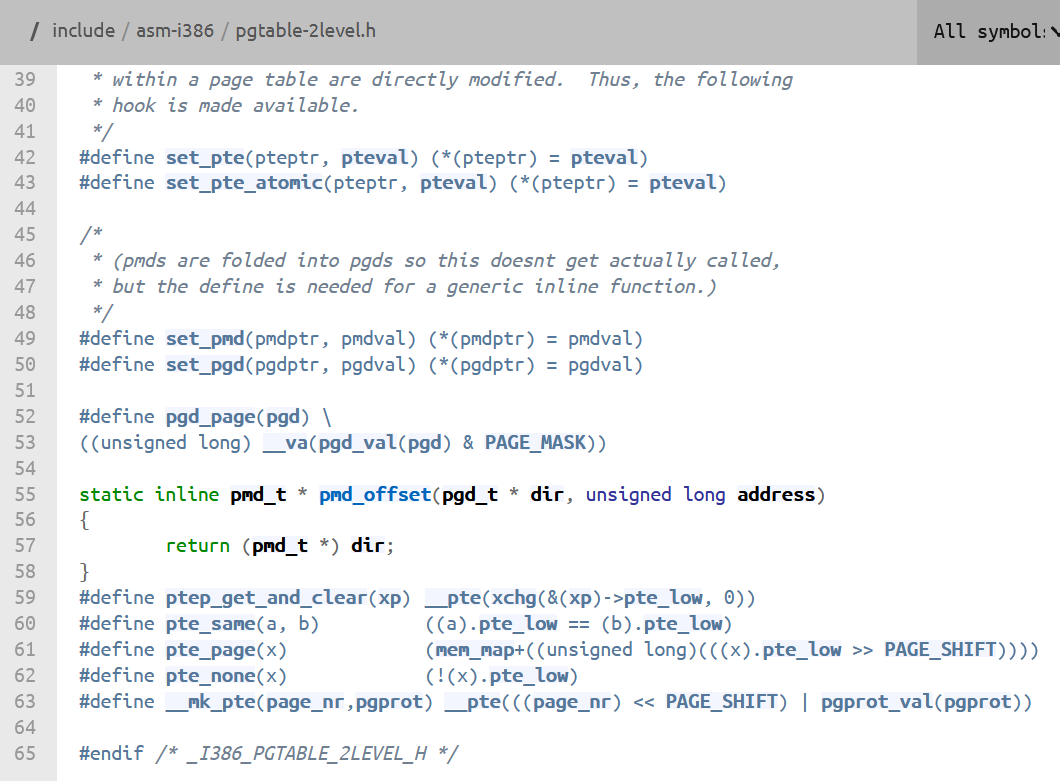 / include / asm-i386 / pgtable-2level.h All symbol
39 * within a page table are directly modified.  Thus, the following
40 * hook is made available.
41 */
42 #define set_pte(pteptr, pteval) (*(pteptr) = pteval)
43 #define set_pte_atomic(pteptr, pteval) (*(pteptr) = pteval)
44
45 /*
46 * (pmds are folded into pgds so this doesnt get actually called,
47 * but the define is needed for a generic inline function.)
48 */
49 #define set_pmd(pmdptr, pmdval) (*(pmdptr) = pmdval)
50 #define set_pgd(pgdptr, pgdval) (*(pgdptr) = pgdval)
51
52 #define pgd_page(pgd) \
53 ((unsigned long) __va(pgd_val(pgd) & PAGE_MASK))
54
55 static inline pmd_t * pmd_offset(pgd_t * dir, unsigned long address)
56 {
57         return (pmd_t *) dir;
58 }
59 #define ptep_get_and_clear(xp) __pte(xchg(&(xp)->pte_low, 0))
60 #define pte_same(a, b)         ((a).pte_low == (b).pte_low)
61 #define pte_page(x)            (mem_map+((unsigned long)(((x).pte_low >> PAGE_SHIFT))))
62 #define pte_none(x)            (!(x).pte_low)
63 #define __mk_pte(page_nr,pgprot) __pte(((page_nr) << PAGE_SHIFT) | pgprot_val(pgprot))
64
65 #endif /* _I386_PGTABLE_2LEVEL_H */